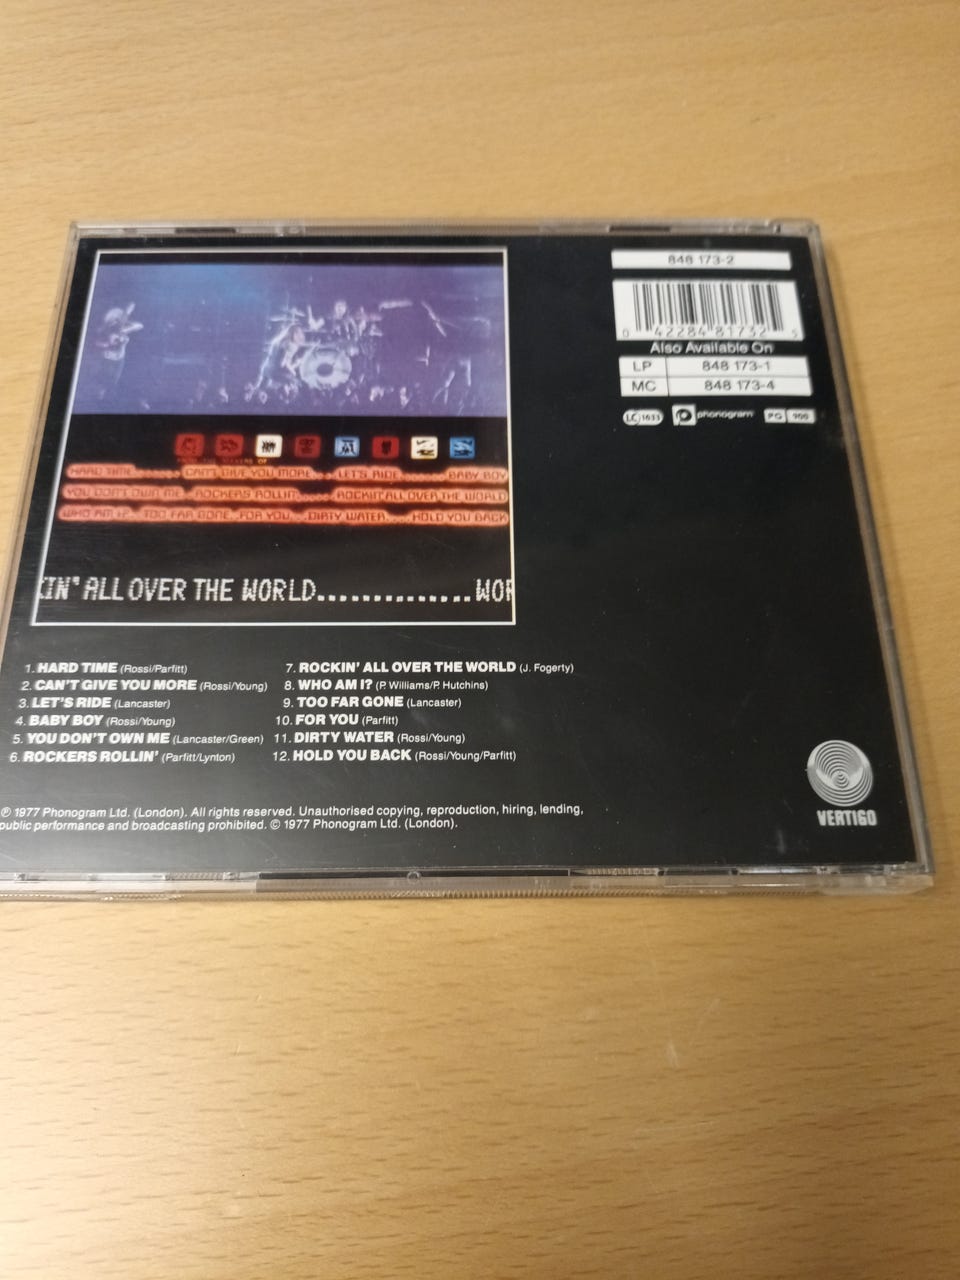 848 173-2
0 42284 81732 5
Also Available On
LP 848 173-1
MC 848 173-4
LC 1633 phonogram PG 900
HARD TIME........CAN'T GIVE YOU MORE....LET'S RIDE........BABY BOY
YOU DON'T OWN ME..ROCKERS ROLLIN'.....ROCKIN' ALL OVER THE WORLD
WHO AM I?..TOO FAR GONE..FOR YOU...DIRTY WATER....HOLD YOU BACK
IN' ALL OVER THE WORLD............... WOR
1. HARD TIME (Rossi/Parfitt)
2. CAN'T GIVE YOU MORE (Rossi/Young)
3. LET'S RIDE (Lancaster)
4. BABY BOY (Rossi/Young)
5. YOU DON'T OWN ME (Lancaster/Green)
6. ROCKERS ROLLIN' (Parfitt/Lynton)
7. ROCKIN' ALL OVER THE WORLD (J. Fogerty)
8. WHO AM I? (P. Williams/P. Hutchins)
9. TOO FAR GONE (Lancaster)
10. FOR YOU (Parfitt)
11. DIRTY WATER (Rossi/Young)
12. HOLD YOU BACK (Rossi/Young/Parfitt)
℗ 1977 Phonogram Ltd. (London). All rights reserved. Unauthorised copying, reproduction, hiring, lending,
public performance and broadcasting prohibited. © 1977 Phonogram Ltd. (London).
VERTIGO